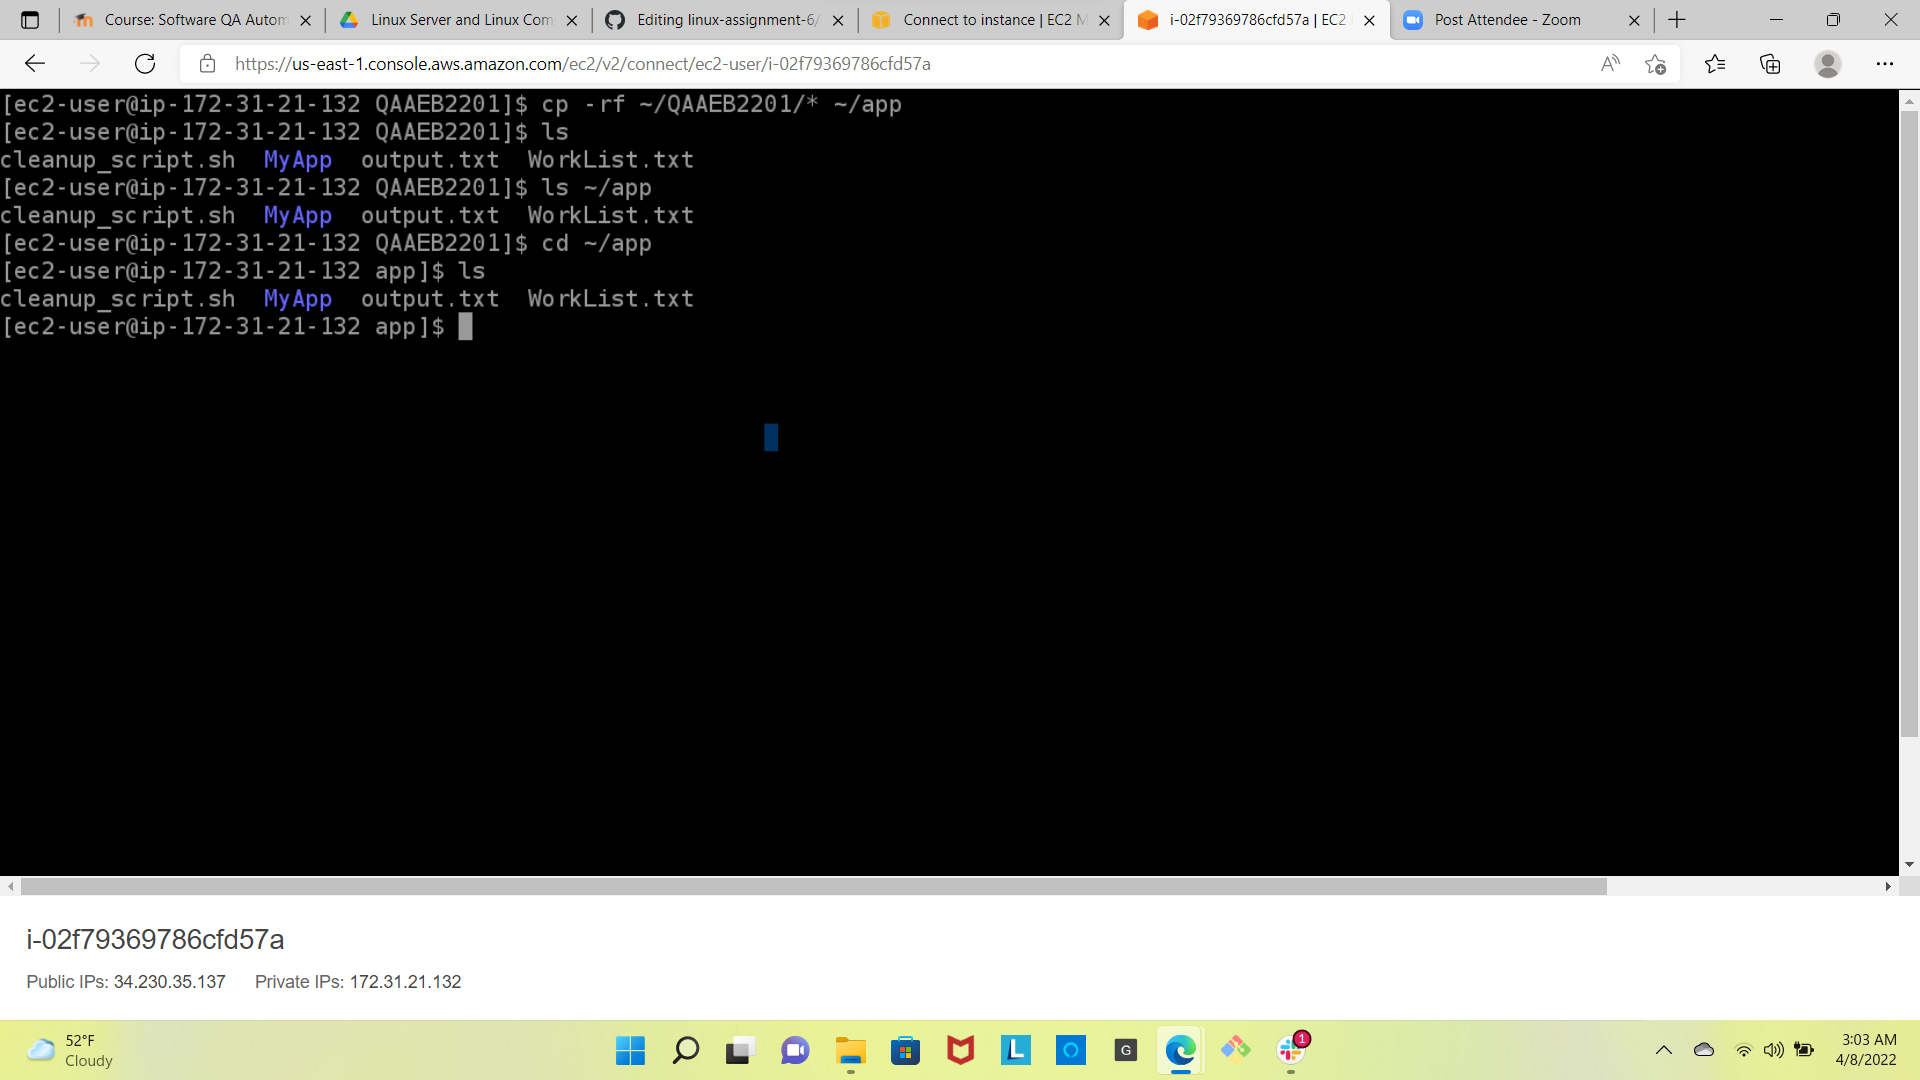 Course: Software QA Autom
Linux Server and Linux Com
Editing linux-assignment-6/
Connect to instance | EC2 M
i-02f79369786cfd57a | EC2
Post Attendee - Zoom
https://us-east-1.console.aws.amazon.com/ec2/v2/connect/ec2-user/i-02f79369786cfd57a
[ec2-user@ip-172-31-21-132 QAAEB2201]$ cp -rf ~/QAAEB2201/* ~/app
[ec2-user@ip-172-31-21-132 QAAEB2201]$ ls
cleanup_script.sh  MyApp  output.txt  WorkList.txt
[ec2-user@ip-172-31-21-132 QAAEB2201]$ ls ~/app
cleanup_script.sh  MyApp  output.txt  WorkList.txt
[ec2-user@ip-172-31-21-132 QAAEB2201]$ cd ~/app
[ec2-user@ip-172-31-21-132 app]$ ls
cleanup_script.sh  MyApp  output.txt  WorkList.txt
[ec2-user@ip-172-31-21-132 app]$
i-02f79369786cfd57a
Public IPs: 34.230.35.137 Private IPs: 172.31.21.132
52°F
Cloudy
L
G
1
3:03 AM
4/8/2022